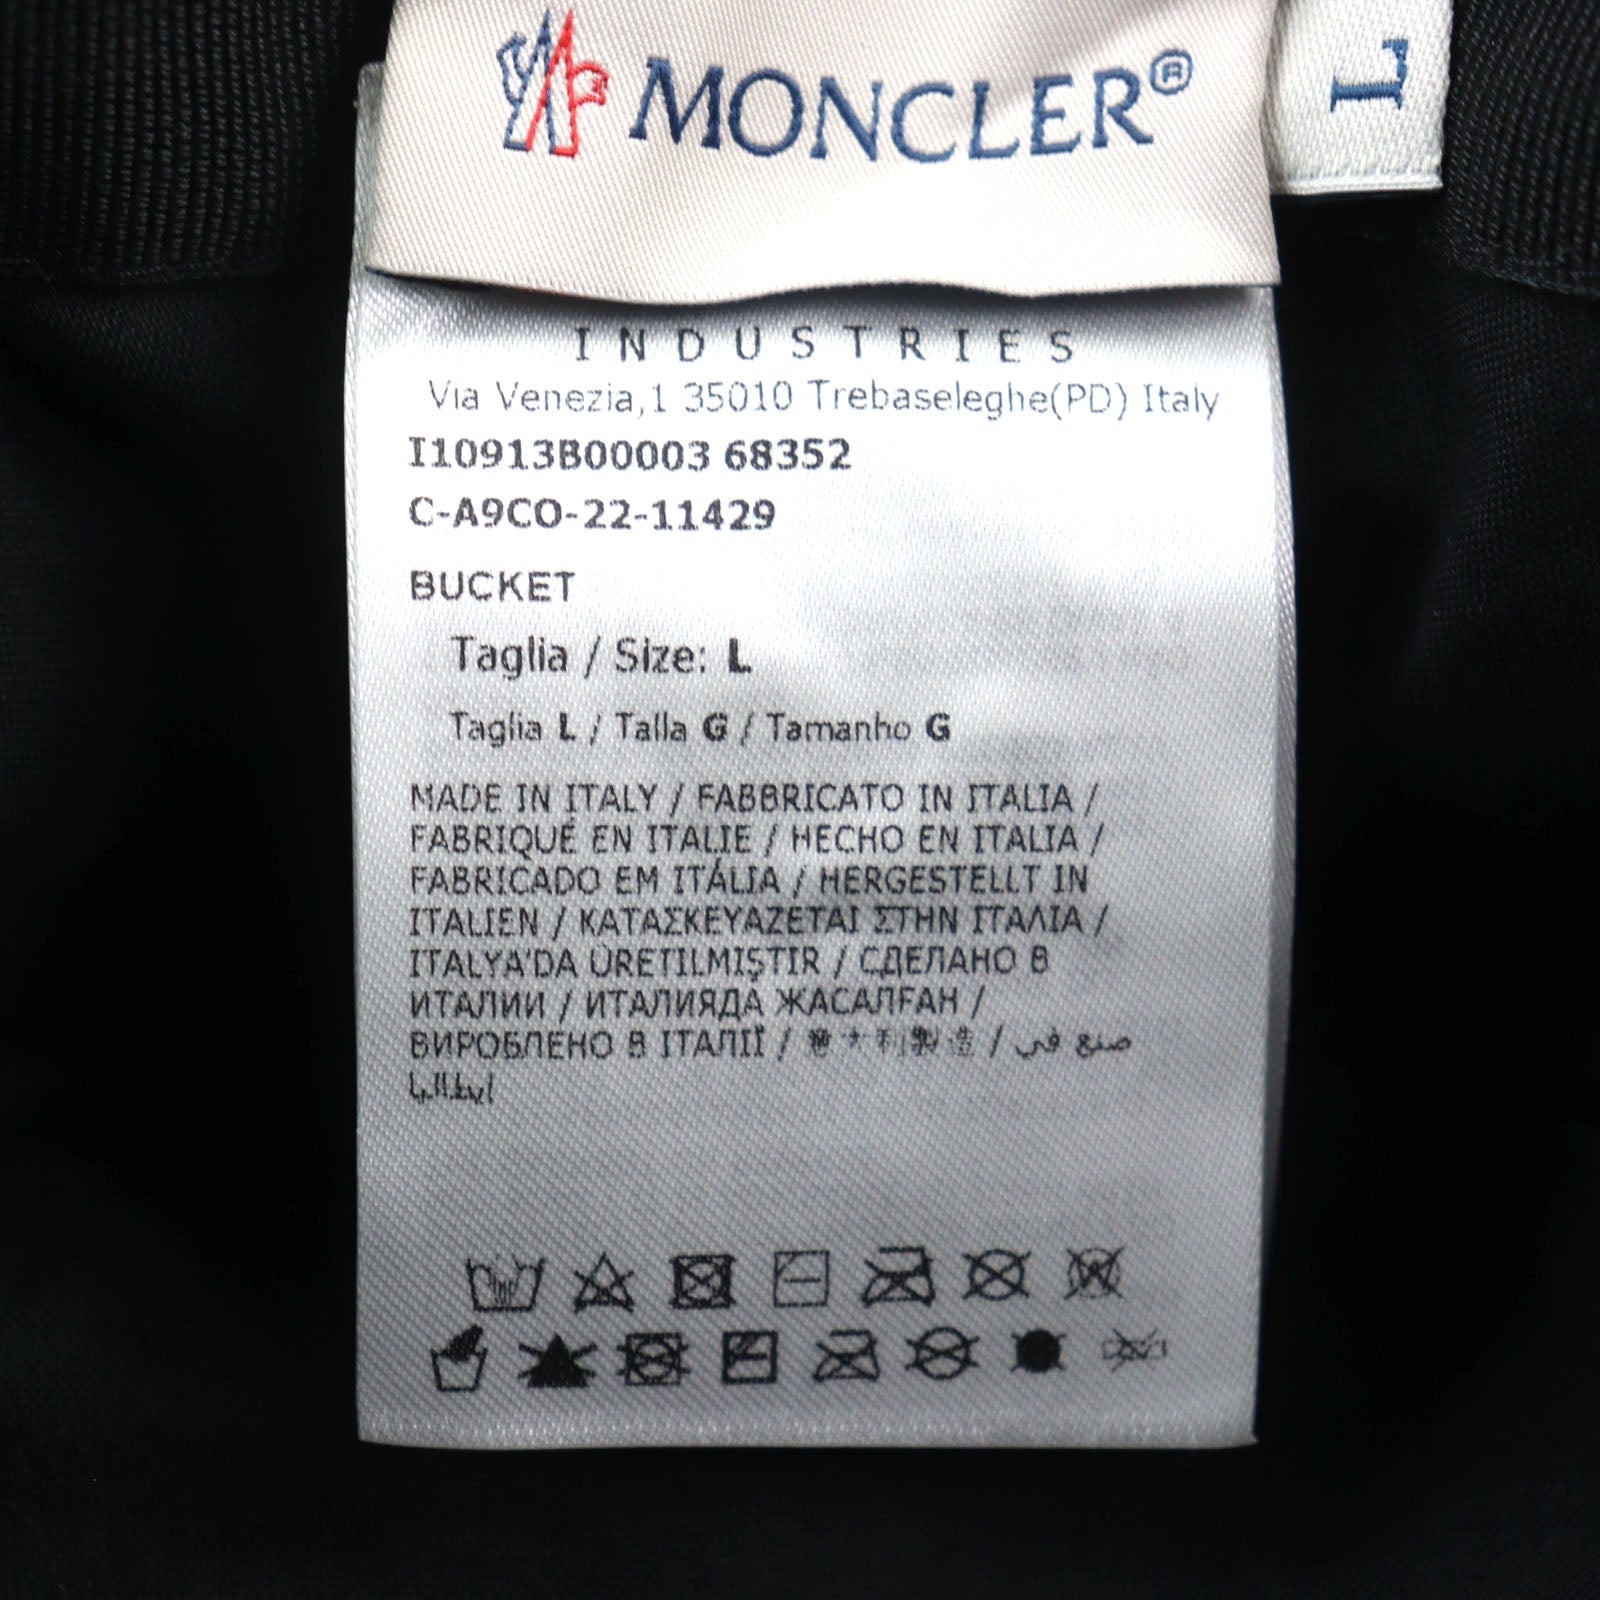 MONCLER®
L
INDUSTRIES
Via Venezia,1 35010 Trebaseleghe(PD) Italy
I10913B00003 68352
C-A9CO-22-11429
BUCKET
Taglia / Size: L
Taglia L / Talla G / Tamanho G
MADE IN ITALY / FABBRICATO IN ITALIA /
FABRIQUÉ EN ITALIE / HECHO EN ITALIA /
FABRICADO EM ITÁLIA / HERGESTELLT IN
ITALIEN / ΚΑΤΑΣΚΕΥΑΖΕΤΑΙ ΣΤΗΝ ΙΤΑΛΙΑ /
ITALYA'DA ÜRETILMIŞTIR / СДЕЛАНО В
ИТАЛИИ / ИТАЛИЯДА ЖАСАЛҒАН /
ВИРОБЛЕНО В ІТАЛІЇ / 意大利製造 / صنع في
إيطاليا